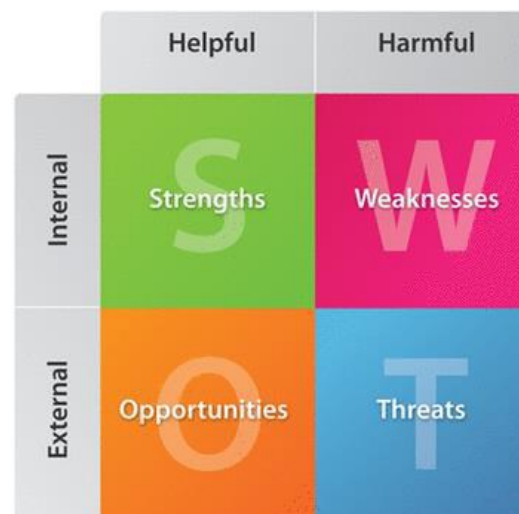 Helpful Harmful
Internal
S
Strengths
W
Weaknesses
External
O
Opportunities
T
Threats